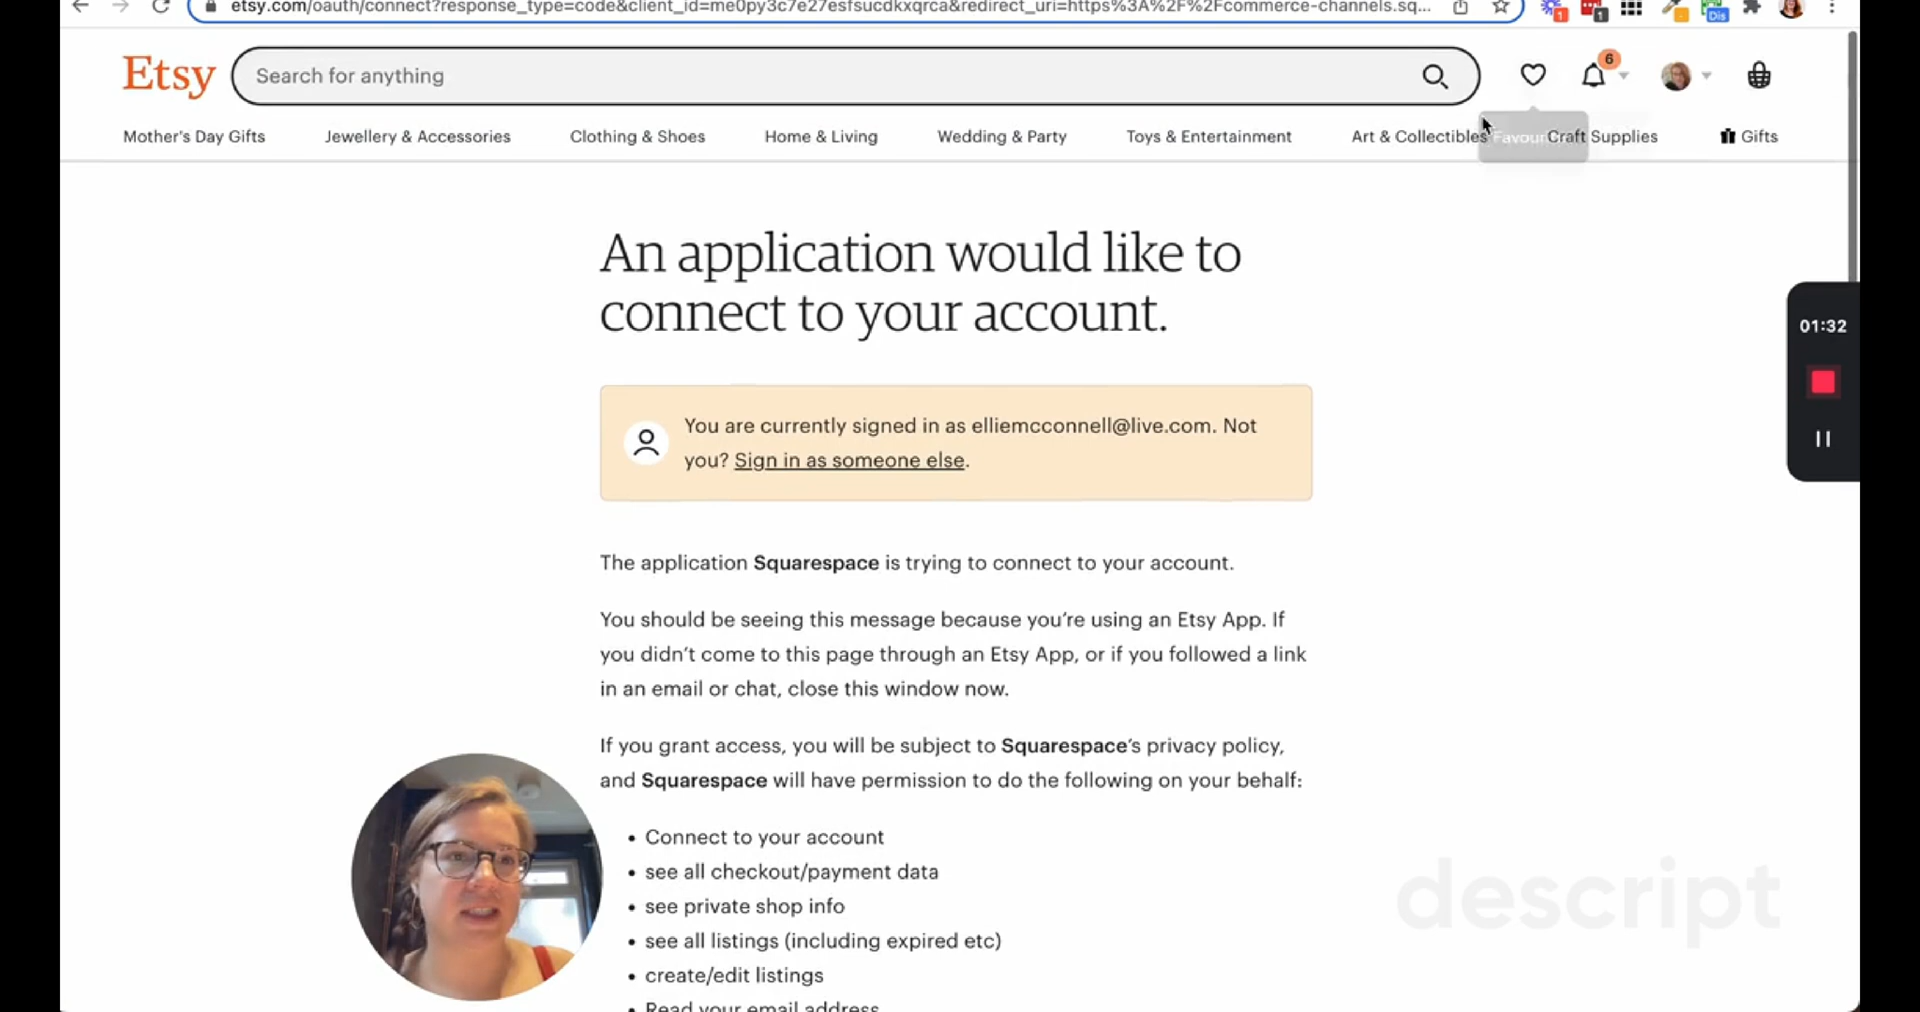 etsy.com/oauth/connect?response_type=code&client_id=me0py3c7e27esfsucdkxqrca&redirect_uri=https%3A%2F%2Fcommerce-channels.sq...
1
1
Dis
Etsy
Search for anything
6
Mother's Day Gifts
Jewellery & Accessories
Clothing & Shoes
Home & Living
Wedding & Party
Toys & Entertainment
Art & Collectibles
Craft Supplies
Gifts
An application would like to
connect to your account.
01:32
You are currently signed in as elliemcconnell@live.com. Not
you? Sign in as someone else.
The application Squarespace is trying to connect to your account.
You should be seeing this message because you’re using an Etsy App. If
you didn’t come to this page through an Etsy App, or if you followed a link
in an email or chat, close this window now.
If you grant access, you will be subject to Squarespace’s privacy policy,
and Squarespace will have permission to do the following on your behalf:
• Connect to your account
• see all checkout/payment data
• see private shop info
• see all listings (including expired etc)
• create/edit listings
• Read your email address
descript